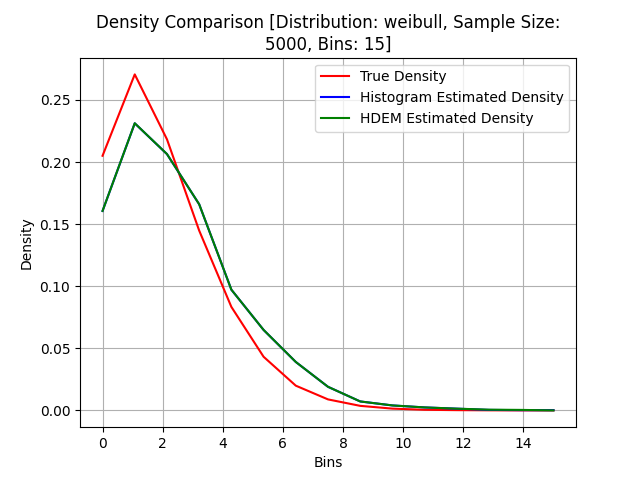 Density Comparison [Distribution: weibull, Sample Size:
5000, Bins: 15]
True Density
Histogram Estimated Density
HDEM Estimated Density
Density
0.25
0.20
0.15
0.10
0.05
0.00
0 2 4 6 8 10 12 14
Bins